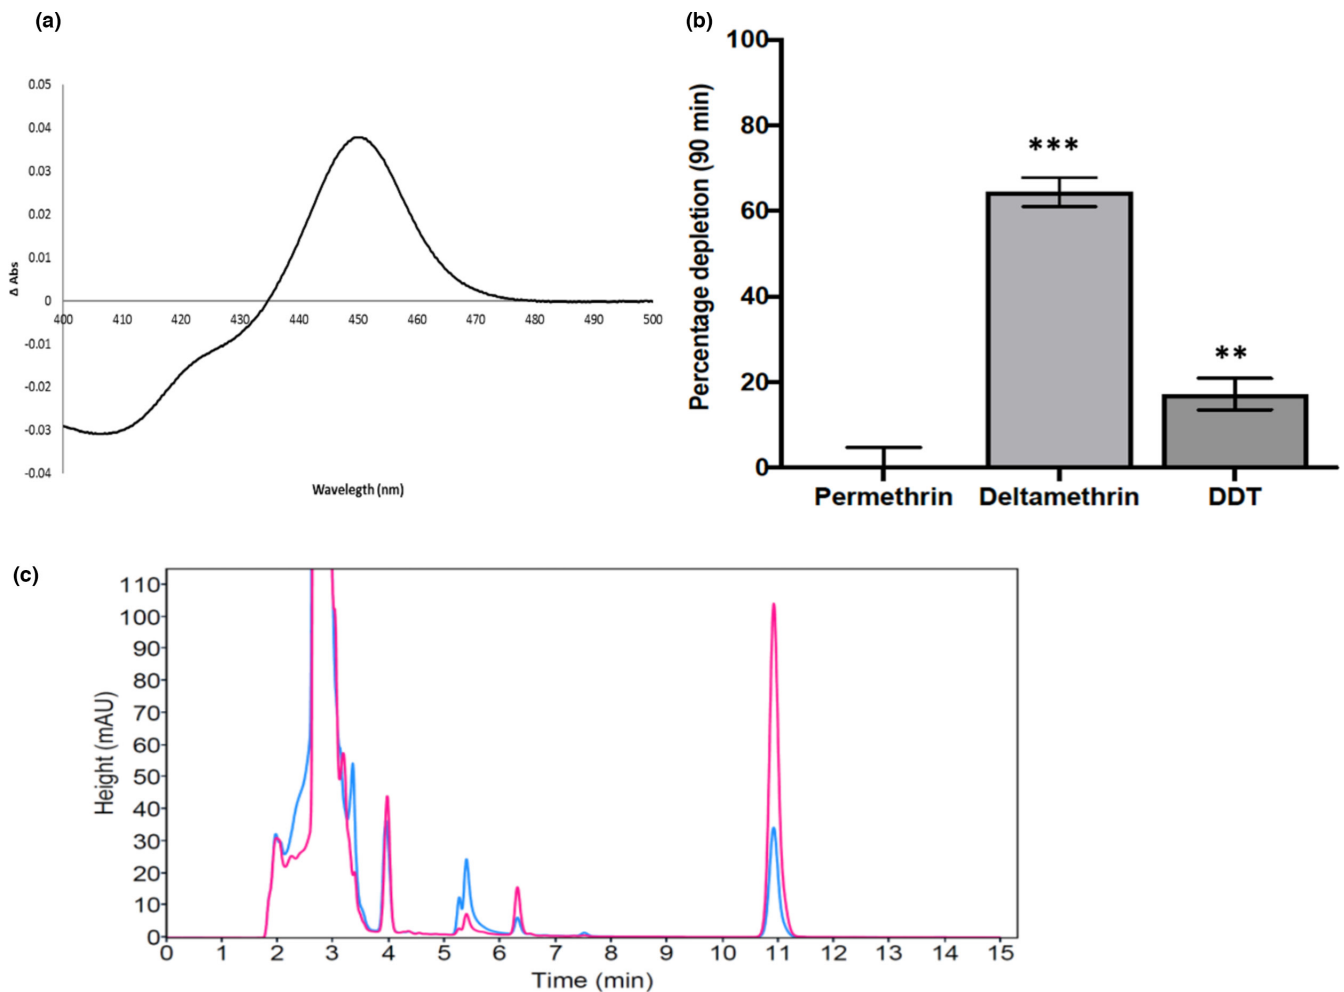 (a)
0.05
0.04
0.03
0.02
0.01
0
-0.01
-0.02
-0.03
-0.04
Δ Abs
400 410 420 430 440 450 460 470 480 490 500
Wavelegth (nm)
(b)
100
80
60
40
20
0
Percentage depletion (90 min)
***
**
Permethrin Deltamethrin DDT
(c)
110
100
90
80
70
60
50
40
30
20
10
0
Height (mAU)
0 1 2 3 4 5 6 7 8 9 10 11 12 13 14 15
Time (min)